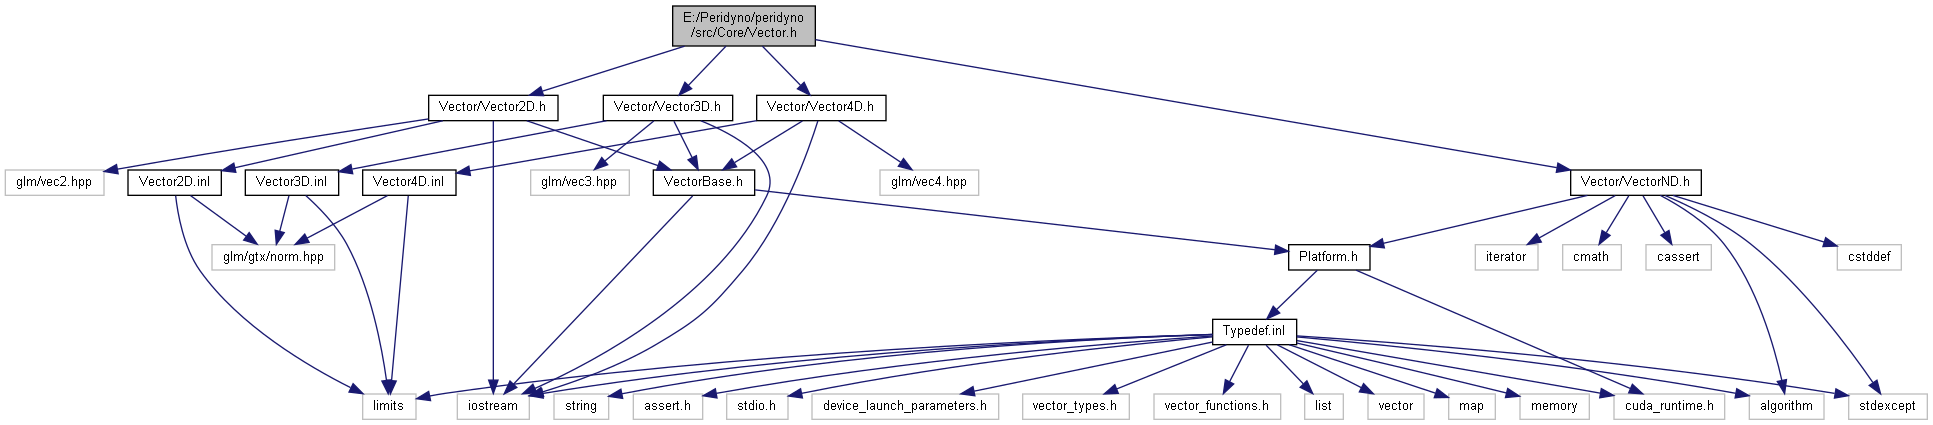 E:/Peridyno/peridyno
/src/Core/Vector.h
Vector/Vector2D.h
Vector/Vector3D.h
Vector/Vector4D.h
glm/vec2.hpp
Vector2D.inl
Vector3D.inl
Vector4D.inl
glm/vec3.hpp
VectorBase.h
glm/vec4.hpp
Vector/VectorND.h
glm/gtx/norm.hpp
Platform.h
iterator
cmath
cassert
cstddef
Typedef.inl
limits
iostream
string
assert.h
stdio.h
device_launch_parameters.h
vector_types.h
vector_functions.h
list
vector
map
memory
cuda_runtime.h
algorithm
stdexcept